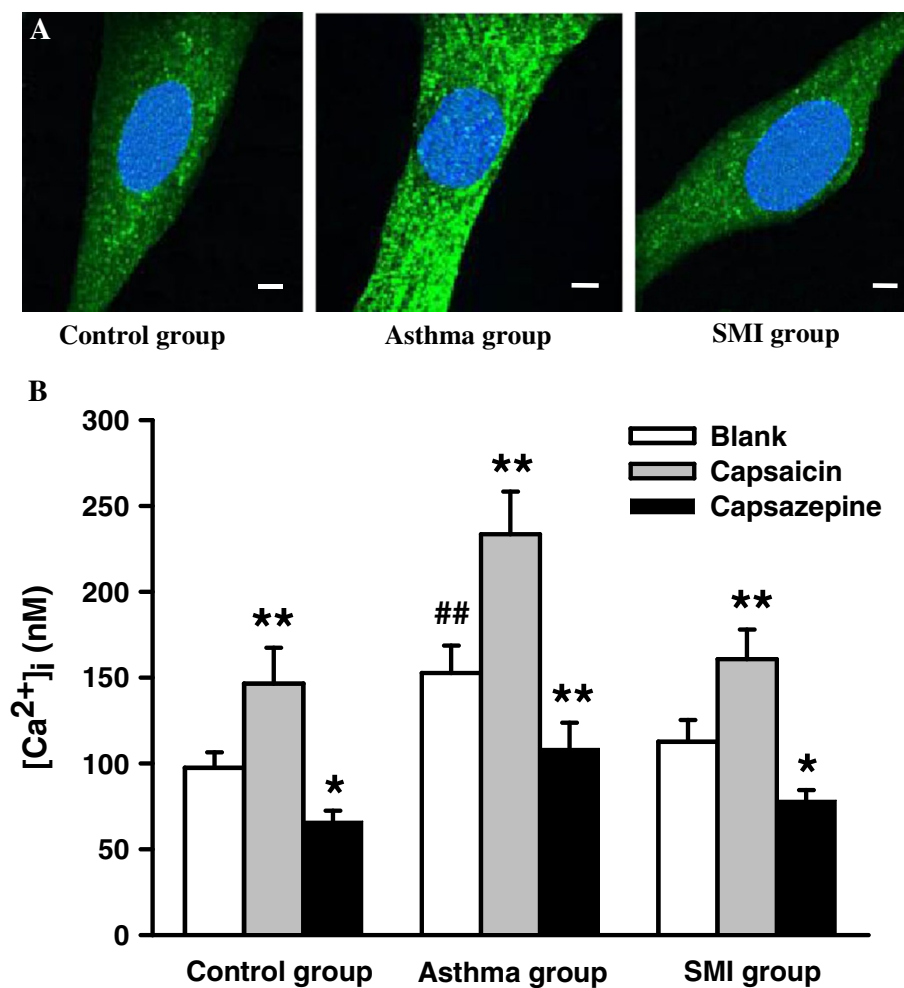 A
Control group
Asthma group
SMI group
B
300
250
200
150
100
50
0
[Ca2+]i (nM)
Blank
Capsaicin
Capsazepine
**
*
##
**
**
**
*
Control group
Asthma group
SMI group